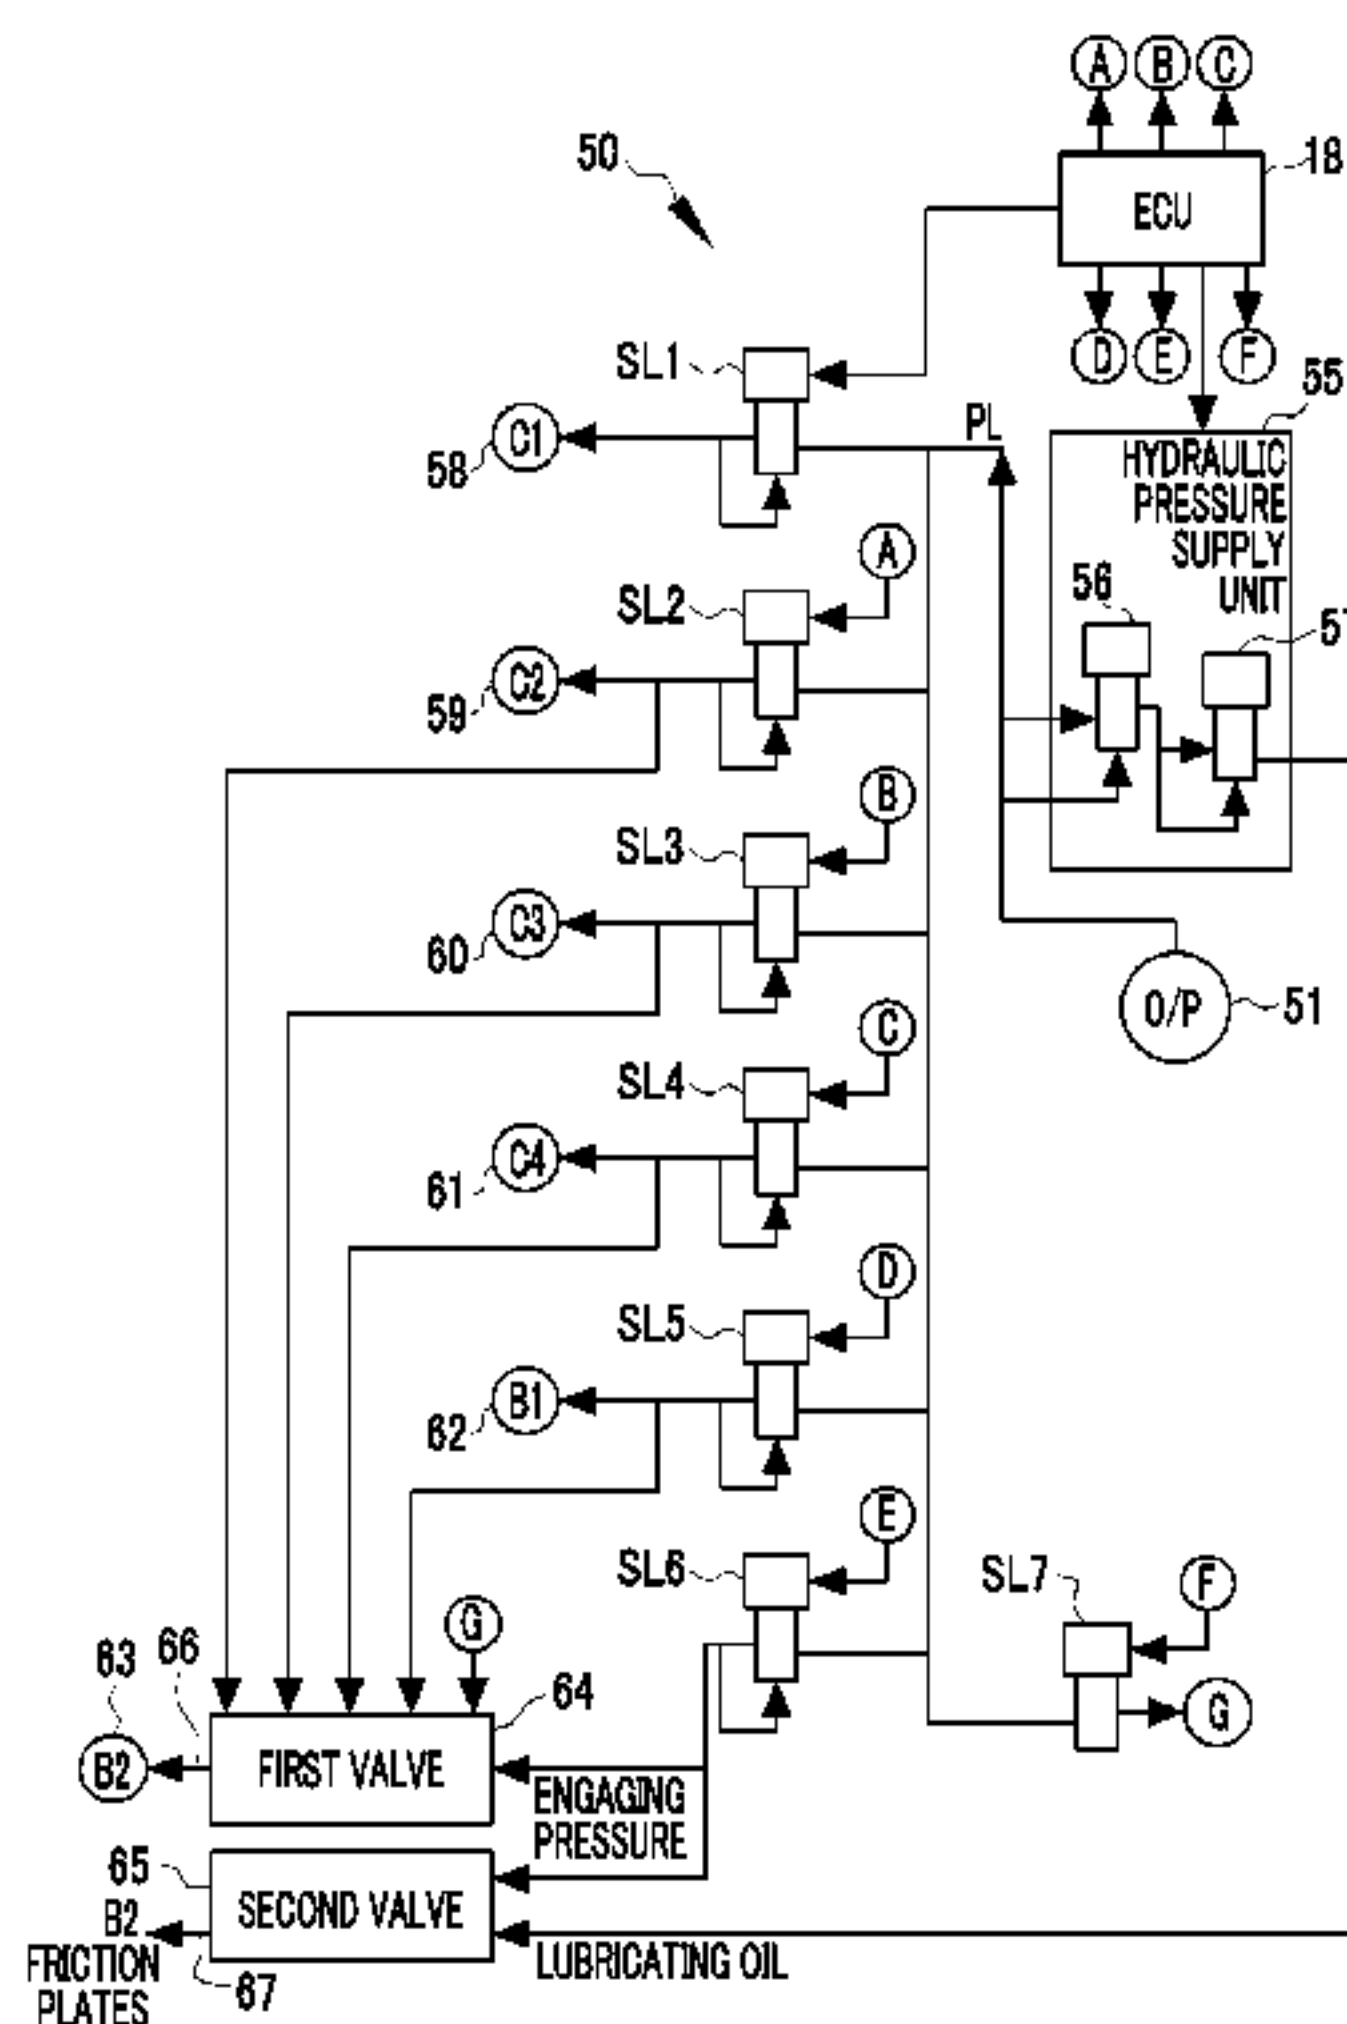 A B C
50
18
ECU
D E F
SL1
55
PL
C1
58
HYDRAULIC
PRESSURE
SUPPLY
UNIT
A
56
SL2
C2
59
B
SL3
C3
60
O/P
51
C
SL4
C4
61
D
SL5
B1
62
E
SL6
SL7
F
G
63
66
64
G
B2
FIRST VALVE
ENGAGING
PRESSURE
65
SECOND VALVE
B2
FRICTION
PLATES
67
LUBRICATING OIL